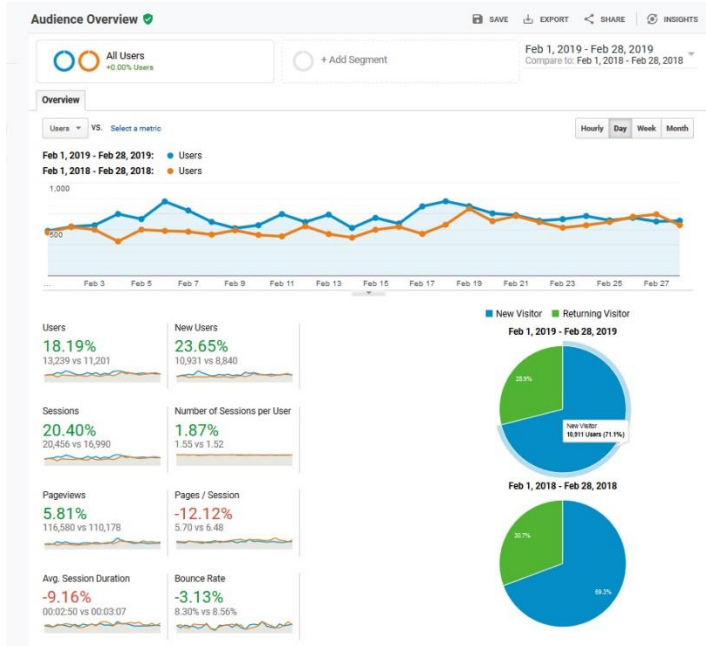 Audience Overview
SAVE EXPORT SHARE INSIGHTS
All Users
+0.00% Users
+ Add Segment
Feb 1, 2019 - Feb 28, 2019
Compare to: Feb 1, 2018 - Feb 28, 2018
Overview
Users VS. Select a metric
Hourly Day Week Month
Feb 1, 2019 - Feb 28, 2019: Users
Feb 1, 2018 - Feb 28, 2018: Users
1,000
500
... Feb 3 Feb 5 Feb 7 Feb 9 Feb 11 Feb 13 Feb 15 Feb 17 Feb 19 Feb 21 Feb 23 Feb 25 Feb 27
Users
18.19%
13,239 vs 11,201
New Users
23.65%
10,931 vs 8,840
Sessions
20.40%
20,456 vs 16,990
Number of Sessions per User
1.87%
1.55 vs 1.52
Pageviews
5.81%
116,580 vs 110,178
Pages / Session
-12.12%
5.70 vs 6.48
Avg. Session Duration
-9.16%
00:02:50 vs 00:03:07
Bounce Rate
-3.13%
8.30% vs 8.56%
New Visitor Returning Visitor
Feb 1, 2019 - Feb 28, 2019
28.9%
New Visitor
10,911 Users (71.1%)
Feb 1, 2018 - Feb 28, 2018
30.7%
69.3%